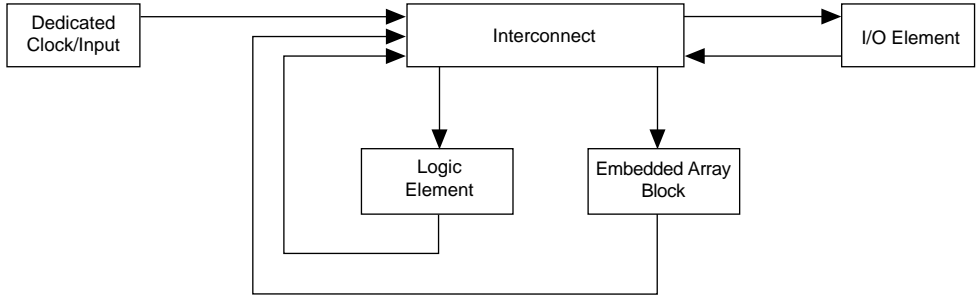 Dedicated
Clock/Input
Interconnect
I/O Element
Logic
Element
Embedded Array
Block